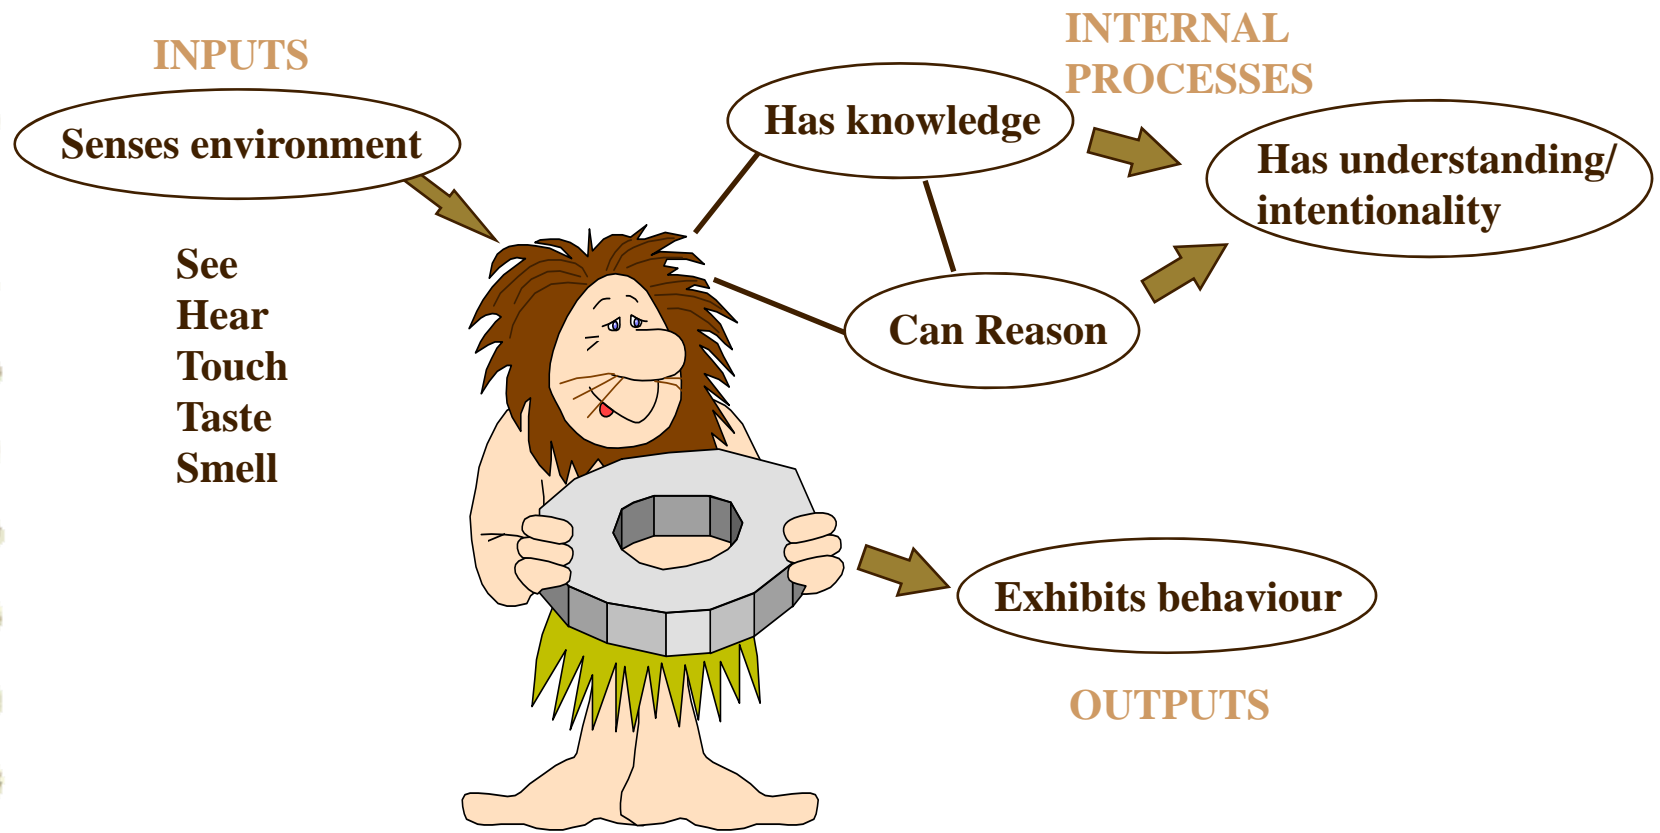 INPUTS
Senses environment
See
Hear
Touch
Taste
Smell
INTERNAL
PROCESSES
Has knowledge
Can Reason
Has understanding/
intentionality
Exhibits behaviour
OUTPUTS